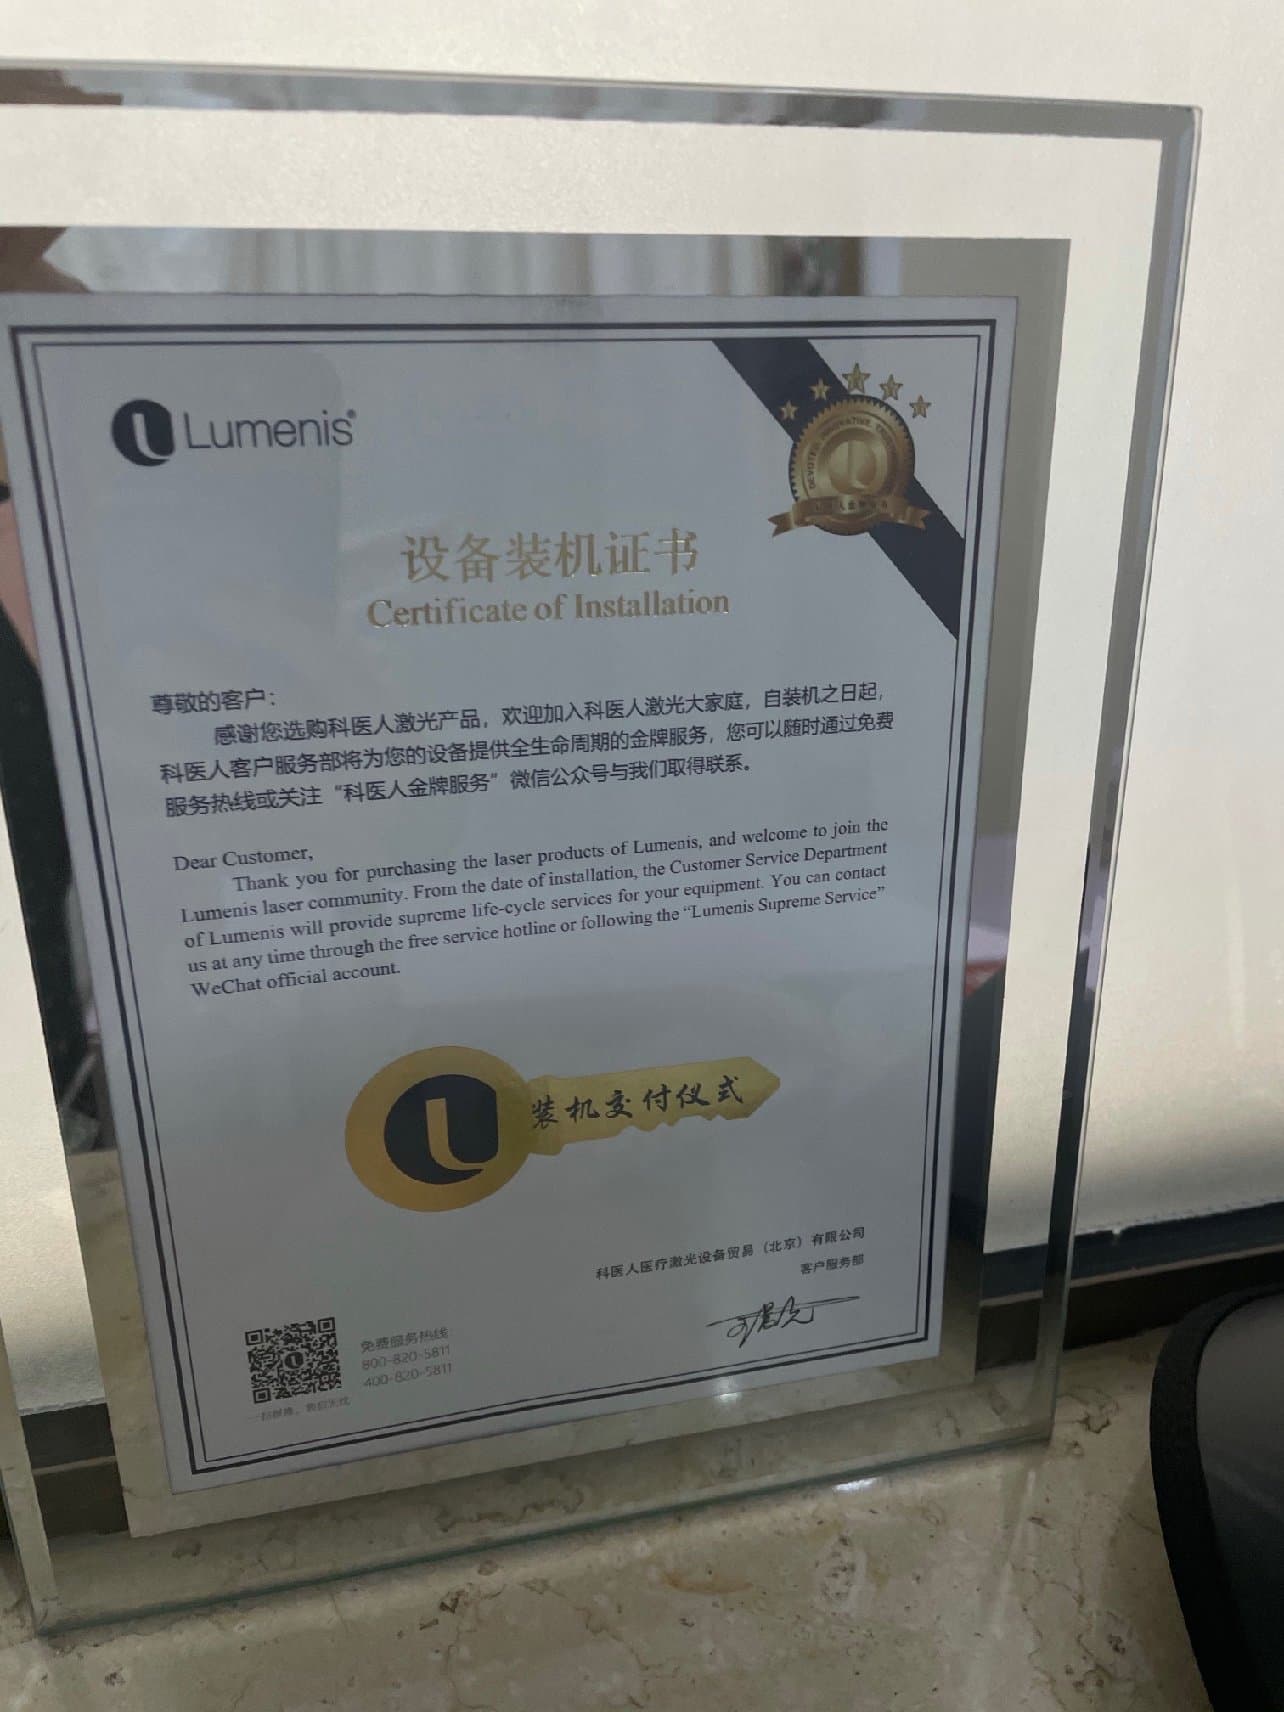 Lumenis®
设备装机证书
Certificate of Installation
尊敬的客户：
感谢您选购科医人激光产品，欢迎加入科医人激光大家庭，自装机之日起，
科医人客户服务部将为您的设备提供全生命周期的金牌服务，您可以随时通过免费
服务热线或关注“科医人金牌服务”微信公众号与我们取得联系。
Dear Customer,
Thank you for purchasing the laser products of Lumenis, and welcome to join the
Lumenis laser community. From the date of installation, the Customer Service Department
of Lumenis will provide supreme life-cycle services for your equipment. You can contact
us at any time through the free service hotline or following the “Lumenis Supreme Service”
WeChat official account.
装机交付仪式
科医人医疗激光设备贸易（北京）有限公司
客户服务部
免费服务热线
800-820-5811
400-820-5811